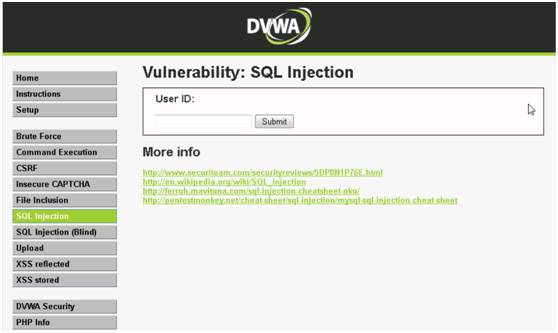 DVWA
Home
Instructions
Setup
Brute Force
Command Execution
CSRF
Insecure CAPTCHA
File Inclusion
SQL Injection
SQL Injection (Blind)
Upload
XSS reflected
XSS stored
DVWA Security
PHP Info
Vulnerability: SQL Injection
User ID:
Submit
More info
http://www.securiteam.com/securityreviews/5DP0N1P76E.html
http://en.wikipedia.org/wiki/SQL_injection
http://ferruh.mavituna.com/sql-injection-cheatsheet-oku/
http://pentestmonkey.net/cheat-sheet/sql-injection/mysql-sql-injection-cheat-sheet